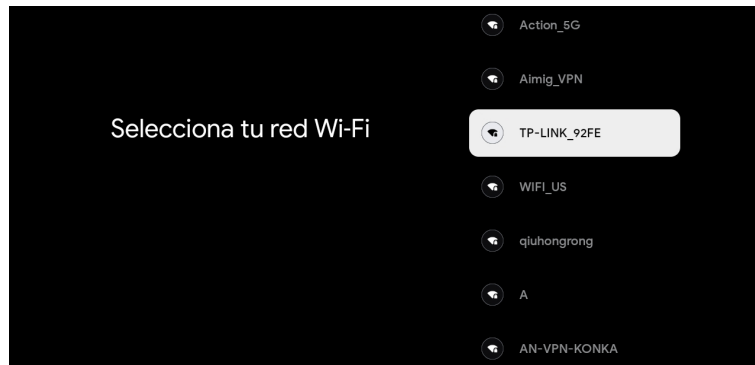 Selecciona tu red Wi-Fi
Action_5G
Aimig_VPN
TP-LINK_92FE
WIFI_US
qiuhongrong
A
AN-VPN-KONKA